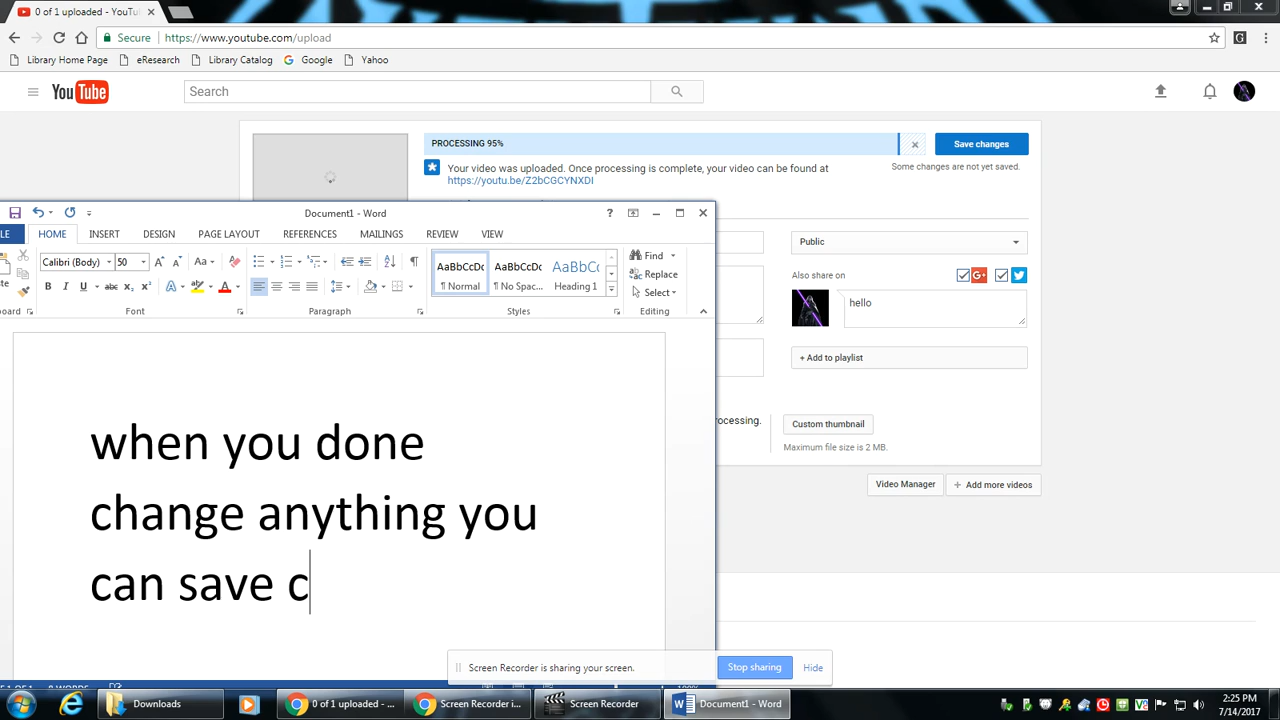 0 of 1 uploaded - YouTu
Secure
https://www.youtube.com/upload
Library Home Page
eResearch
Library Catalog
Google
Yahoo
YouTube
Search
PROCESSING 95%
Save changes
Your video was uploaded. Once processing is complete, your video can be found at
https://youtu.be/Z2bCGCYNXDI
Some changes are not yet saved.
Document1 - Word
HOME
INSERT
DESIGN
PAGE LAYOUT
REFERENCES
MAILINGS
REVIEW
VIEW
Calibri (Body)
50
AaBbCcDc
AaBbCcDc
AaBbCc
¶ Normal
¶ No Spac...
Heading 1
Find
Replace
Select
Font
Paragraph
Styles
Editing
Public
Also share on
hello
+ Add to playlist
rocessing.
Custom thumbnail
Maximum file size is 2 MB.
Video Manager
+ Add more videos
when you done
change anything you
can save c
Screen Recorder is sharing your screen.
Stop sharing
Hide
Downloads
0 of 1 uploaded - ...
Screen Recorder i...
Screen Recorder
Document1 - Word
2:25 PM
7/14/2017